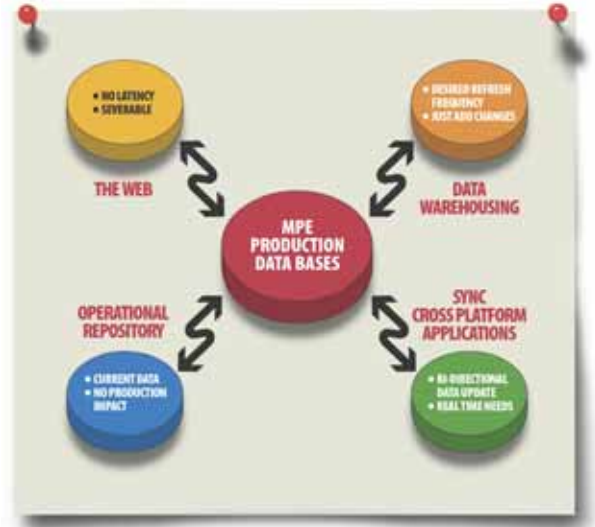 • NO LATENCY
• SEVERABLE
THE WEB
• DESIRED REFRESH
FREQUENCY
• JUST ADD CHANGES
DATA
WAREHOUSING
MPE
PRODUCTION
DATA BASES
OPERATIONAL
REPOSITORY
• CURRENT DATA
• NO PRODUCTION
IMPACT
SYNC
CROSS PLATFORM
APPLICATIONS
• BI-DIRECTIONAL
DATA UPDATE
• REAL TIME NEEDS